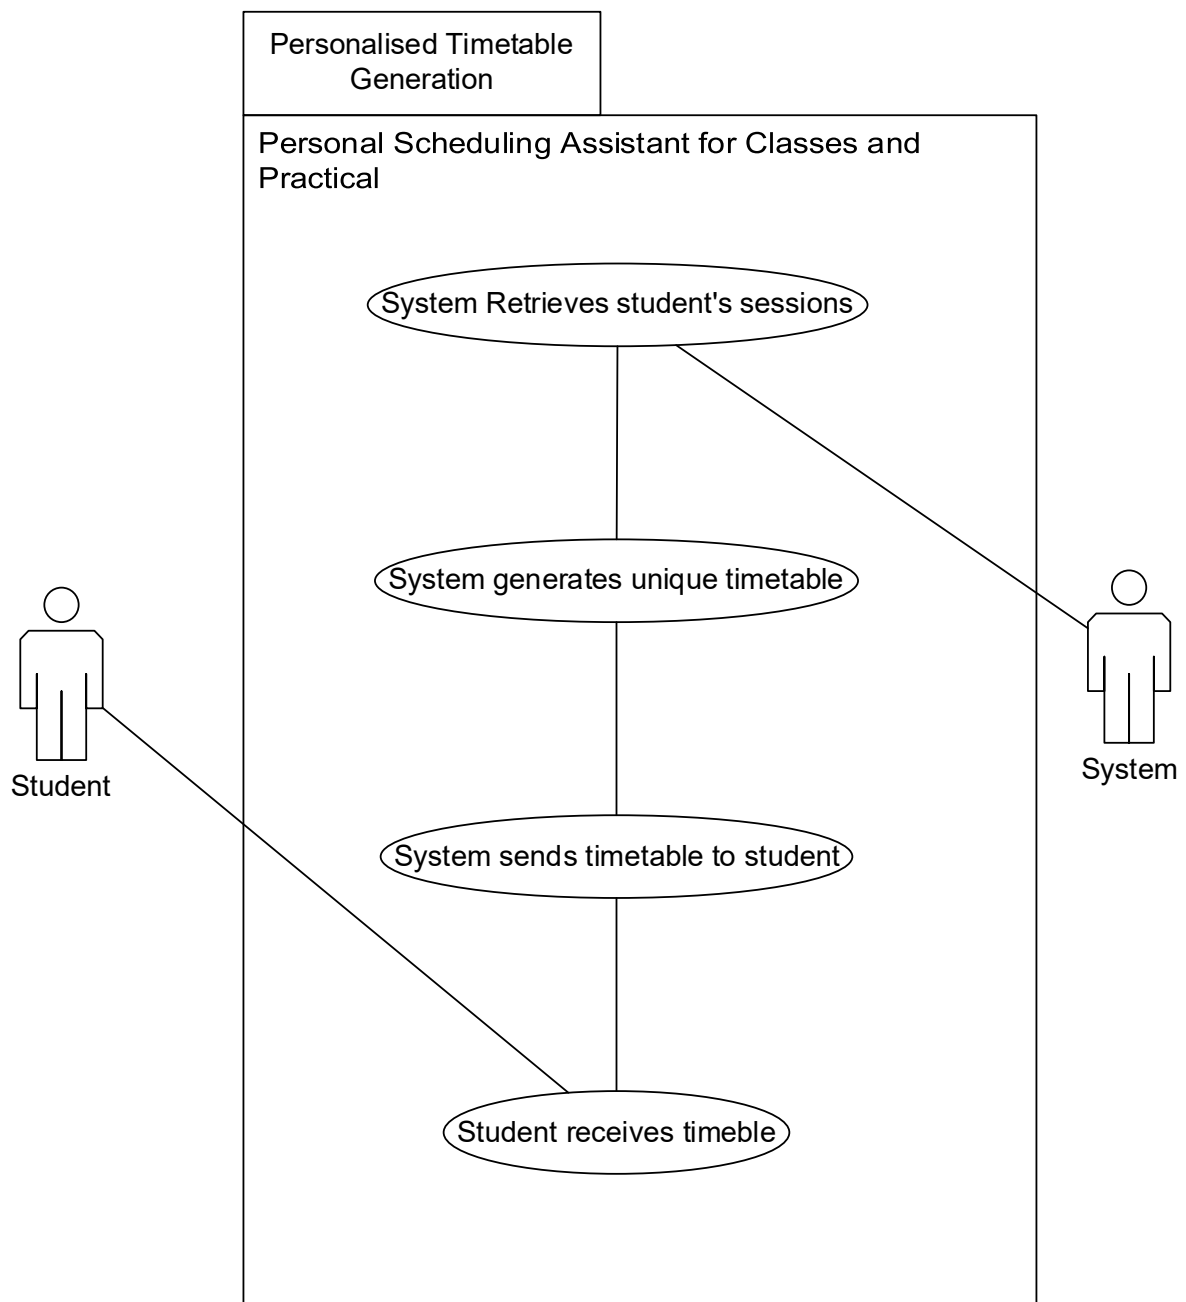 Personalised Timetable
Generation
Personal Scheduling Assistant for Classes and
Practical
System Retrieves student's sessions
System generates unique timetable
Student
System
System sends timetable to student
Student receives timeble